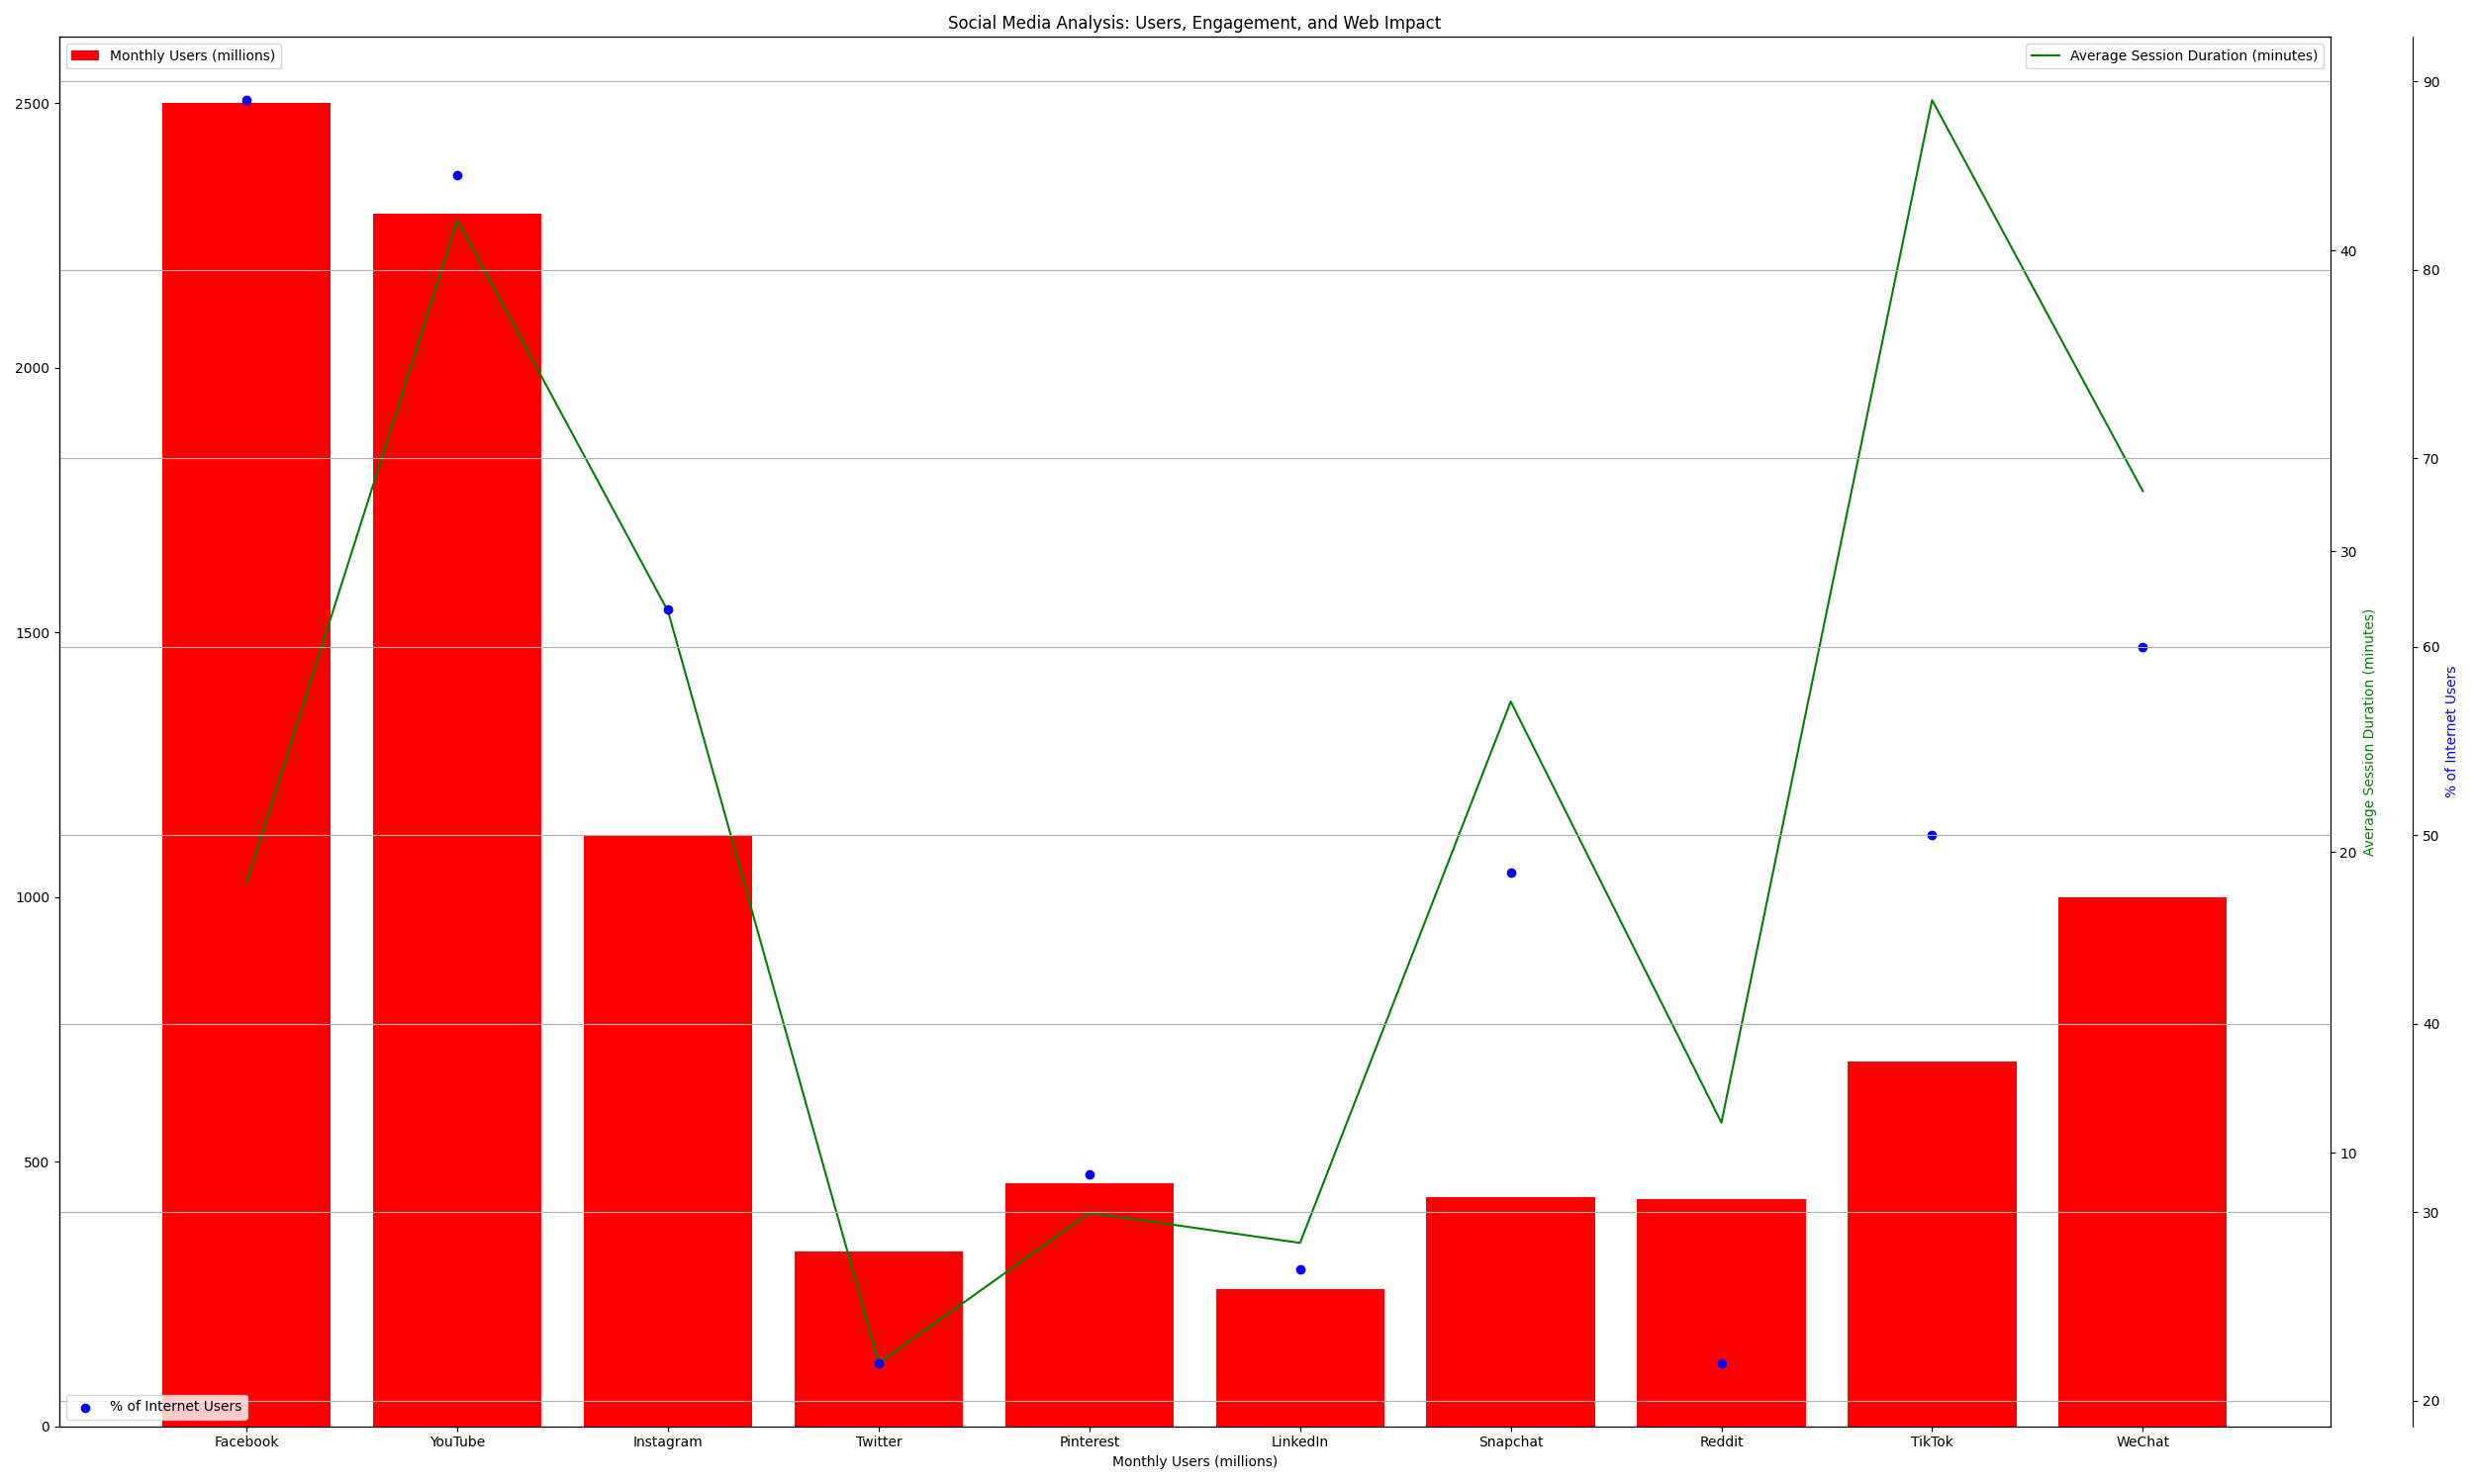 Social Media Analysis: Users, Engagement, and Web Impact
Monthly Users (millions)
Average Session Duration (minutes)
% of Internet Users
2500
2000
1500
1000
500
0
40
30
20
10
Average Session Duration (minutes)
90
80
70
60
50
40
30
20
% of Internet Users
Facebook YouTube Instagram Twitter Pinterest LinkedIn Snapchat Reddit TikTok WeChat
Monthly Users (millions)